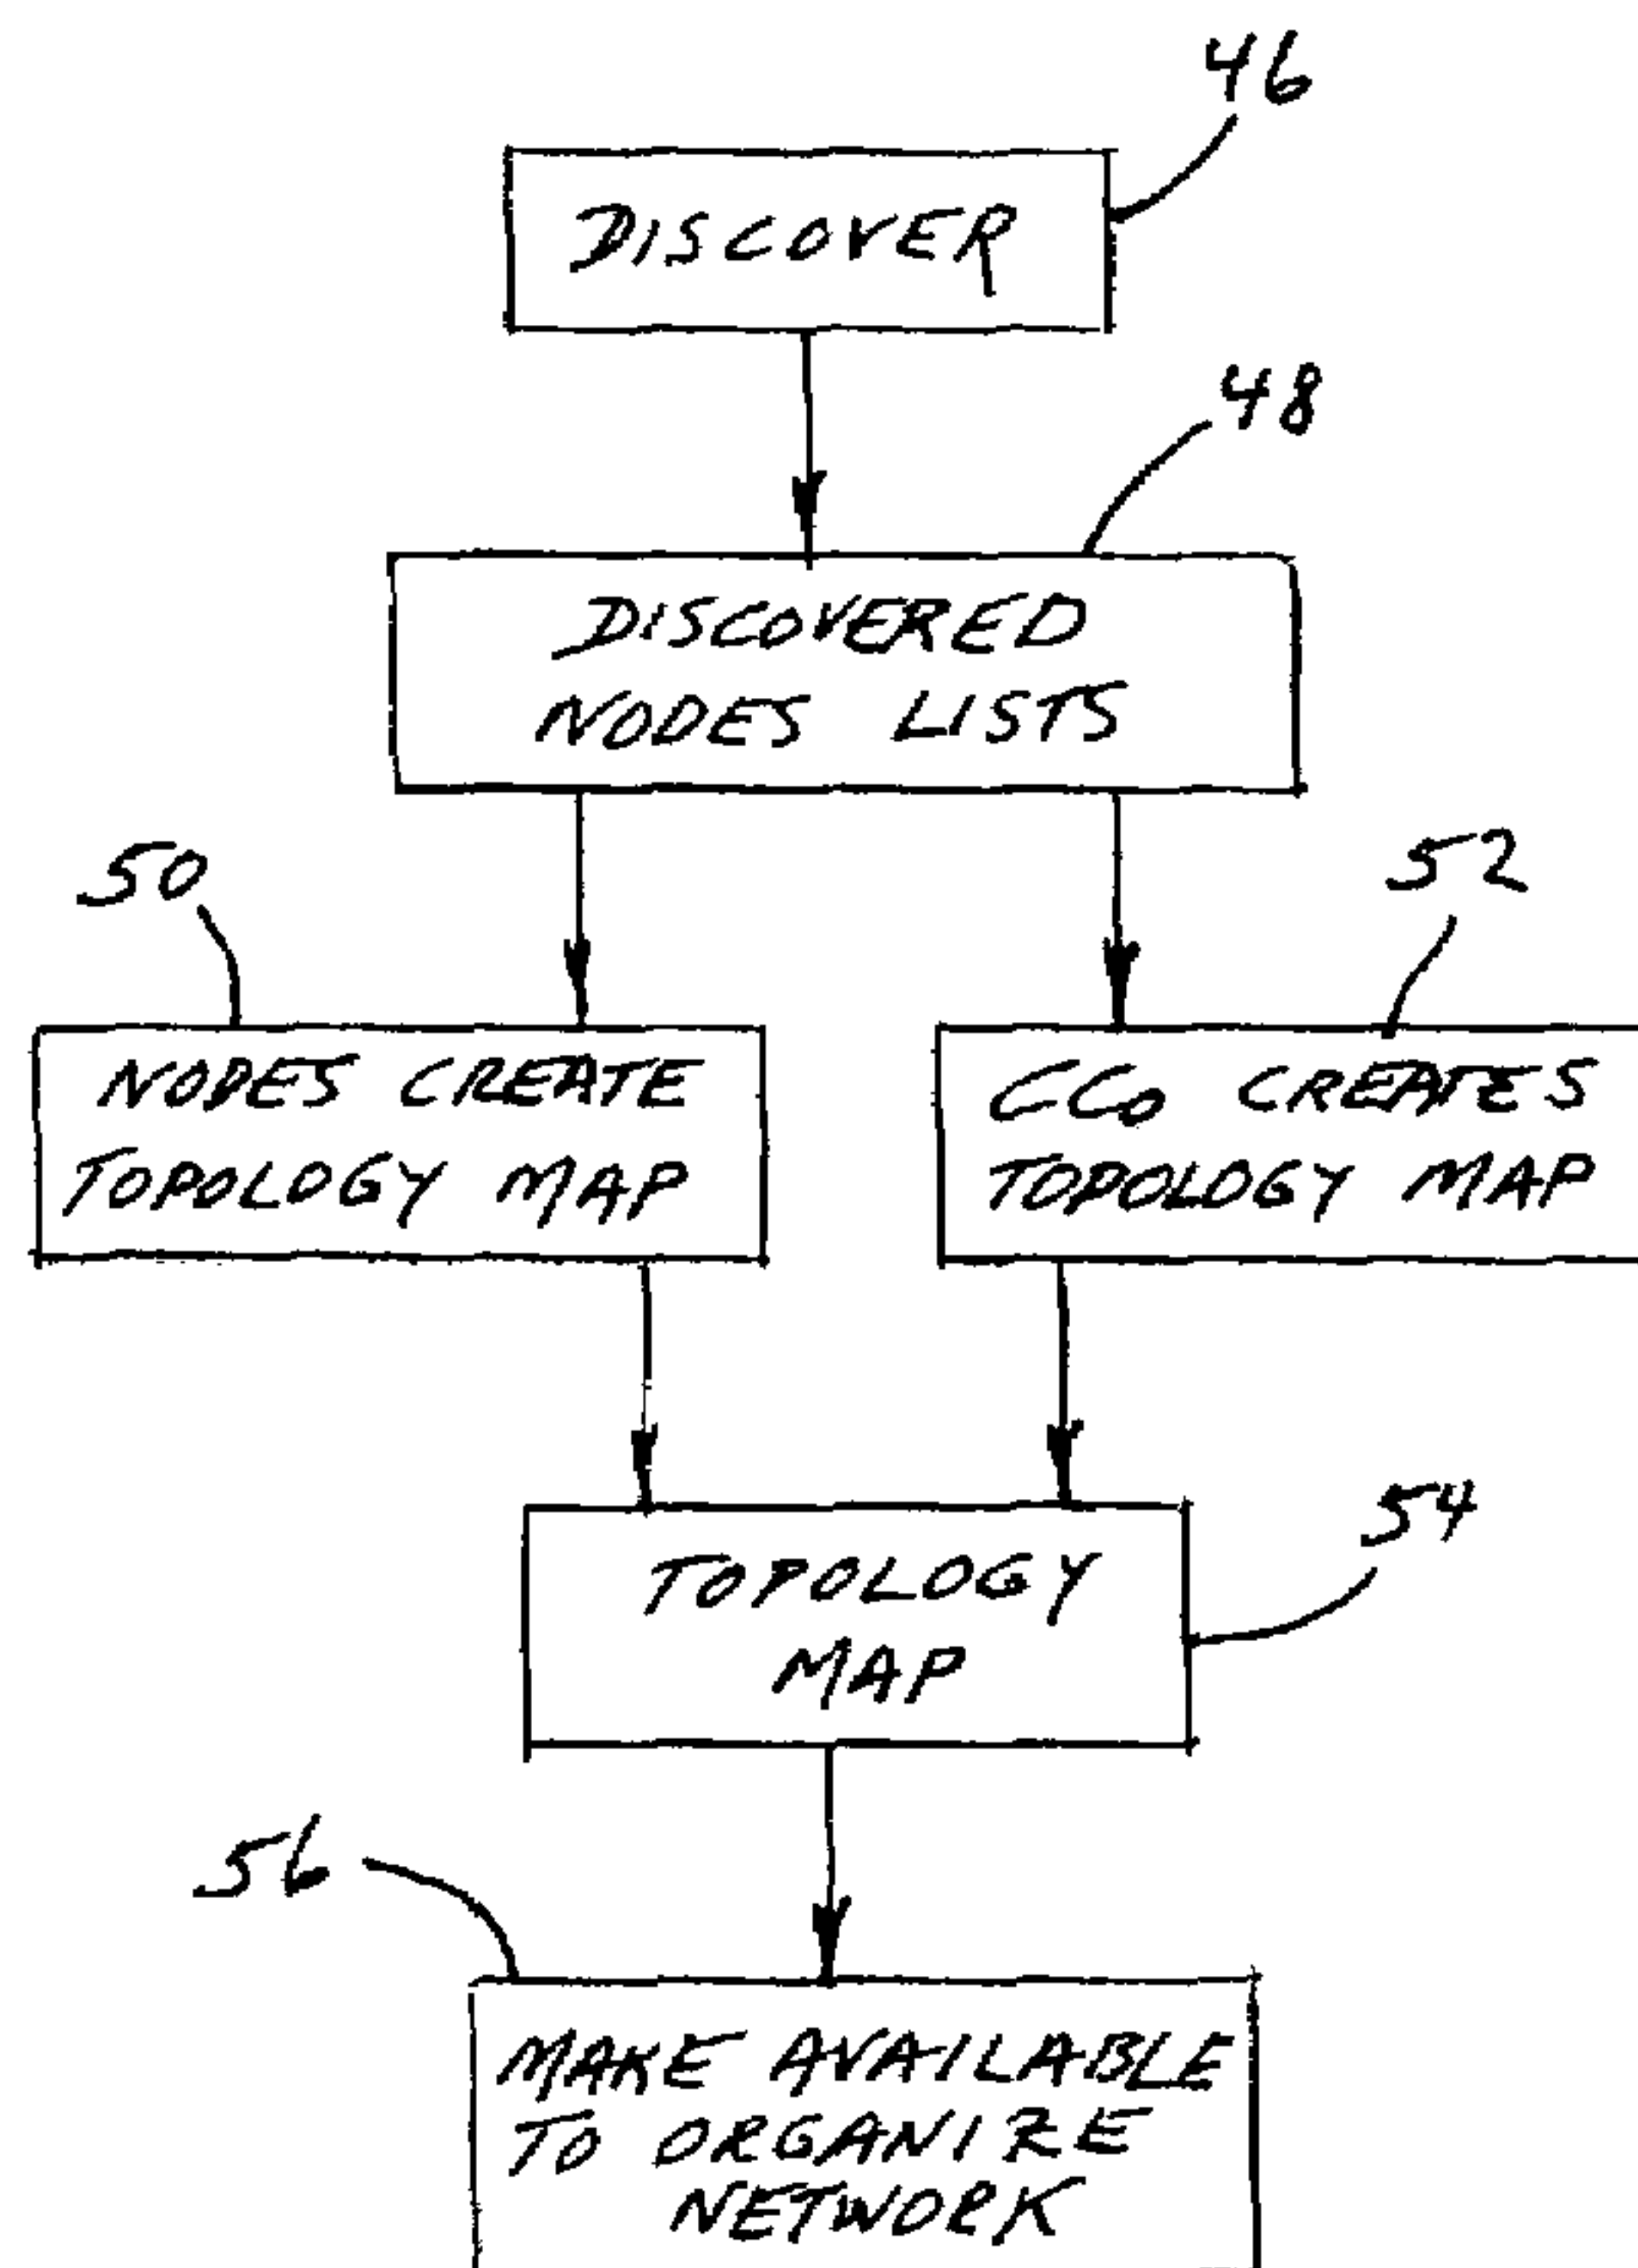 46
DISCOVER
48
DISCOVERED
NODES LISTS
50
52
NODES CREATE
TOPOLOGY MAP
CCo CREATES
TOPOLOGY MAP
54
TOPOLOGY
MAP
56
MAKE AVAILABLE
TO ORGANIZE
NETWORK